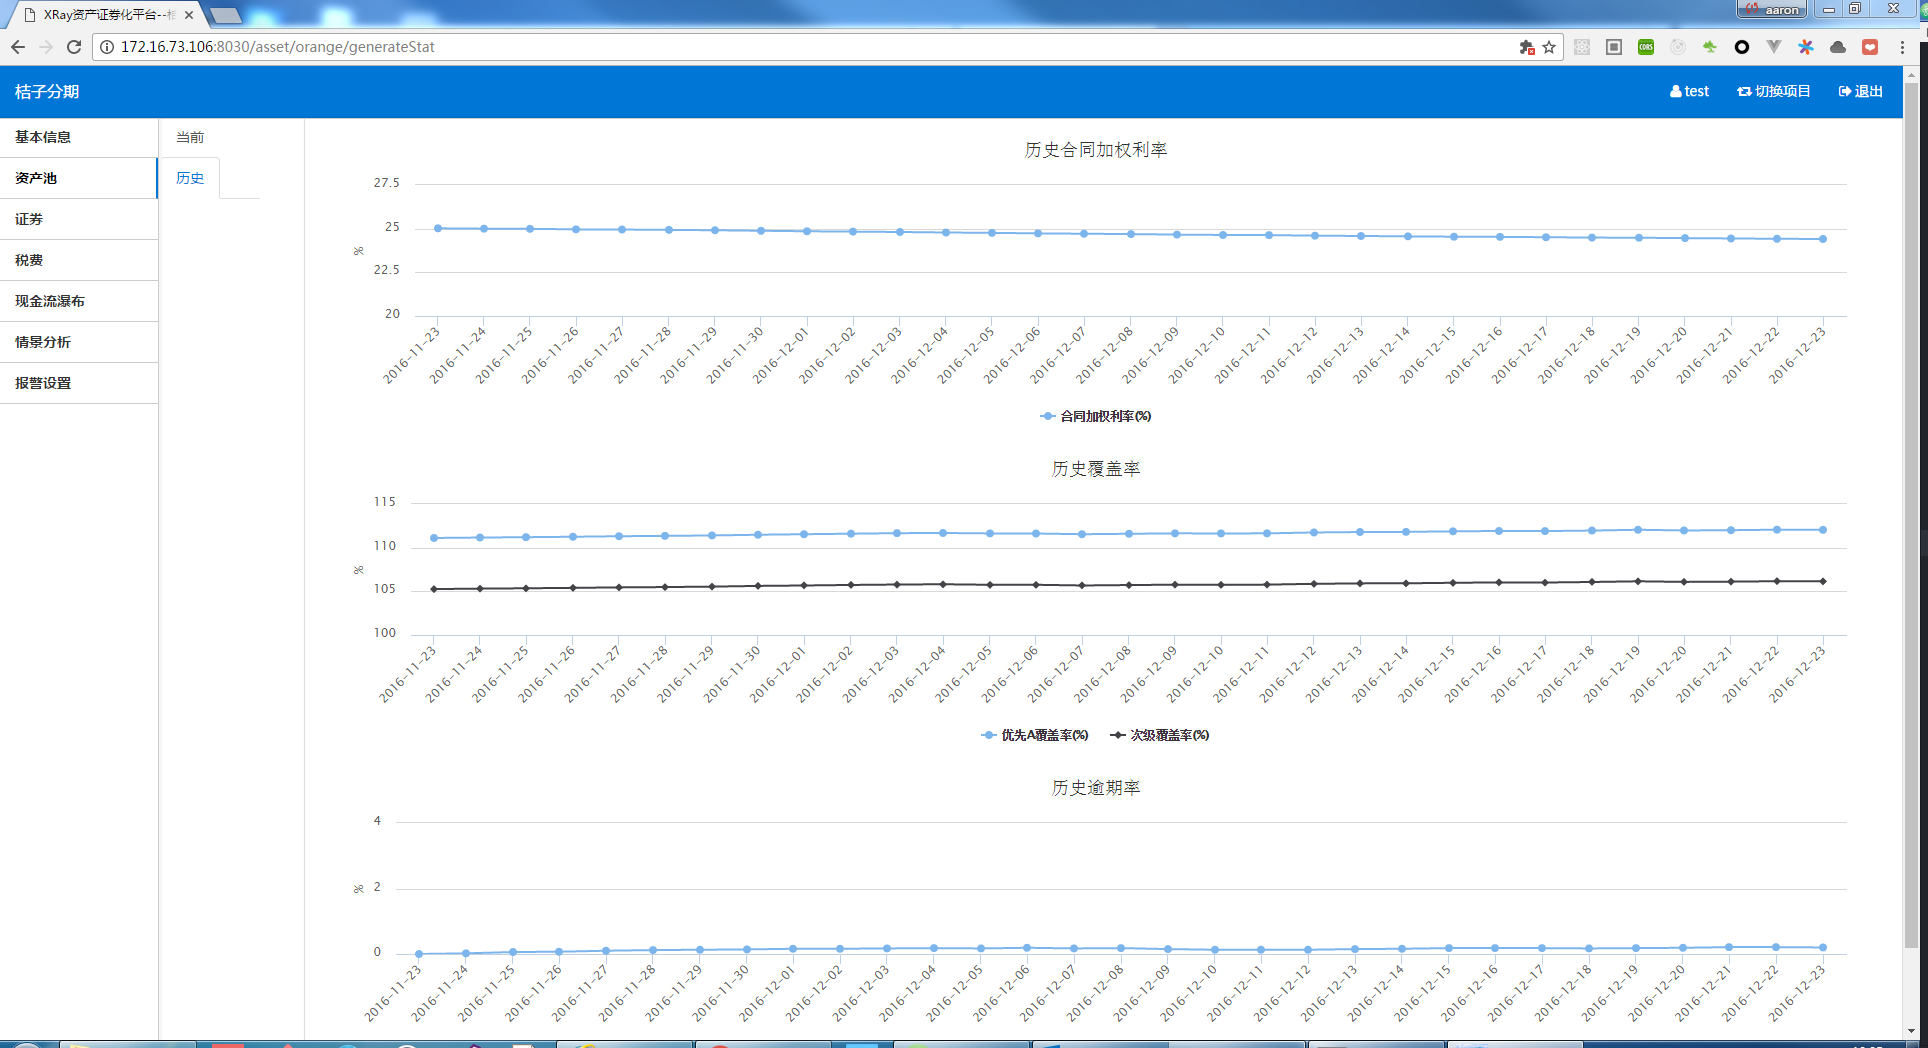 XRay资产证券化平台--桔
aaron
172.16.73.106:8030/asset/orange/generateStat
CORS
桔子分期
test
切换项目
退出
基本信息
资产池
证券
税费
现金流瀑布
情景分析
报警设置
当前
历史
历史合同加权利率
27.5
25
22.5
20
%
2016-11-23 2016-11-24 2016-11-25 2016-11-26 2016-11-27 2016-11-28 2016-11-29 2016-11-30 2016-12-01 2016-12-02 2016-12-03 2016-12-04 2016-12-05 2016-12-06 2016-12-07 2016-12-08 2016-12-09 2016-12-10 2016-12-11 2016-12-12 2016-12-13 2016-12-14 2016-12-15 2016-12-16 2016-12-17 2016-12-18 2016-12-19 2016-12-20 2016-12-21 2016-12-22 2016-12-23
合同加权利率(%)
历史覆盖率
115
110
105
100
%
2016-11-23 2016-11-24 2016-11-25 2016-11-26 2016-11-27 2016-11-28 2016-11-29 2016-11-30 2016-12-01 2016-12-02 2016-12-03 2016-12-04 2016-12-05 2016-12-06 2016-12-07 2016-12-08 2016-12-09 2016-12-10 2016-12-11 2016-12-12 2016-12-13 2016-12-14 2016-12-15 2016-12-16 2016-12-17 2016-12-18 2016-12-19 2016-12-20 2016-12-21 2016-12-22 2016-12-23
优先A覆盖率(%) 次级覆盖率(%)
历史逾期率
4
2
0
%
2016-11-23 2016-11-24 2016-11-25 2016-11-26 2016-11-27 2016-11-28 2016-11-29 2016-11-30 2016-12-01 2016-12-02 2016-12-03 2016-12-04 2016-12-05 2016-12-06 2016-12-07 2016-12-08 2016-12-09 2016-12-10 2016-12-11 2016-12-12 2016-12-13 2016-12-14 2016-12-15 2016-12-16 2016-12-17 2016-12-18 2016-12-19 2016-12-20 2016-12-21 2016-12-22 2016-12-23